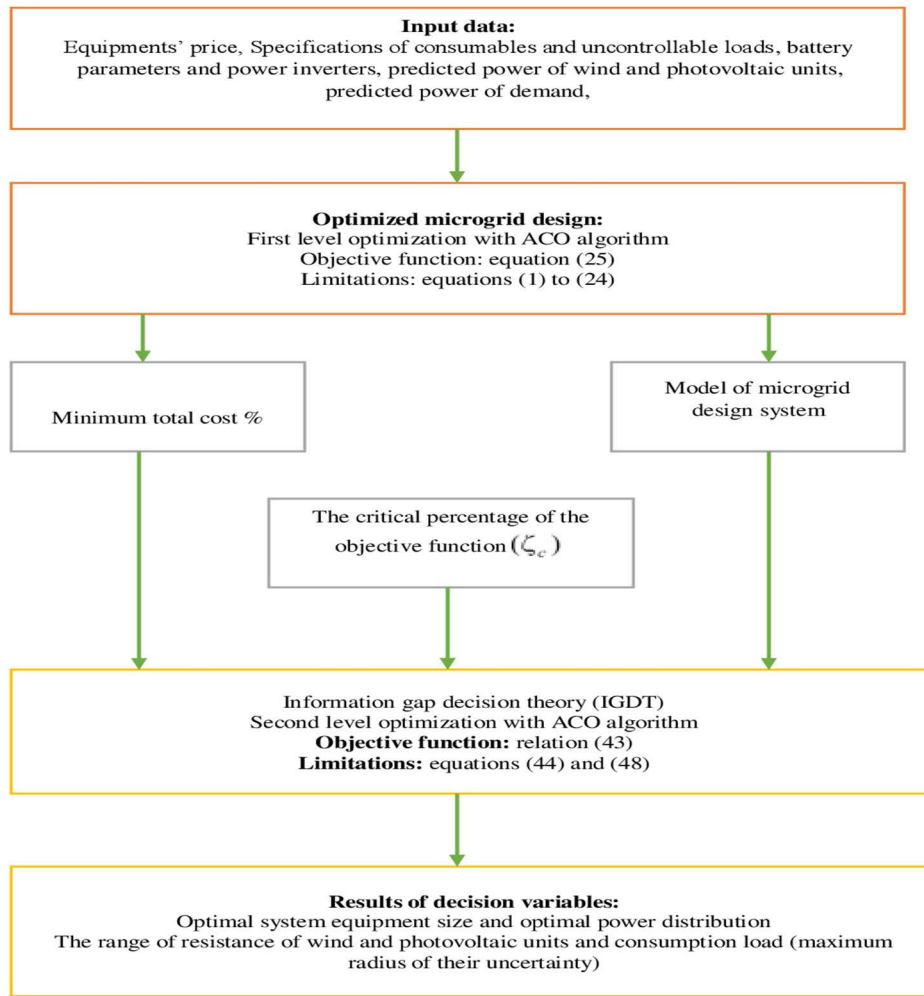 Input data:
Equipments' price, Specifications of consumables and uncontrollable loads, battery
parameters and power inverters, predicted power of wind and photovoltaic units,
predicted power of demand,
Optimized microgrid design:
First level optimization with ACO algorithm
Objective function: equation (25)
Limitations: equations (1) to (24)
Minimum total cost %
Model of microgrid
design system
The critical percentage of the
objective function (ζc)
Information gap decision theory (IGDT)
Second level optimization with ACO algorithm
Objective function: relation (43)
Limitations: equations (44) and (48)
Results of decision variables:
Optimal system equipment size and optimal power distribution
The range of resistance of wind and photovoltaic units and consumption load (maximum
radius of their uncertainty)